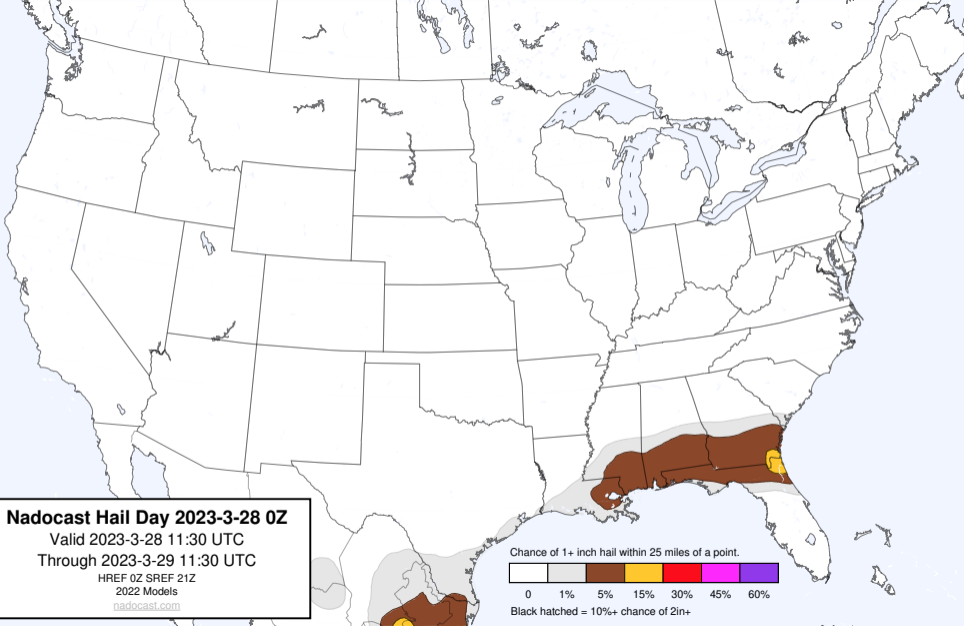 Nadocast Hail Day 2023-3-28 0Z
Valid 2023-3-28 11:30 UTC
Through 2023-3-29 11:30 UTC
HREF 0Z SREF 21Z
2022 Models
nadocast.com
Chance of 1+ inch hail within 25 miles of a point.
0 1% 5% 15% 30% 45% 60%
Black hatched = 10%+ chance of 2in+